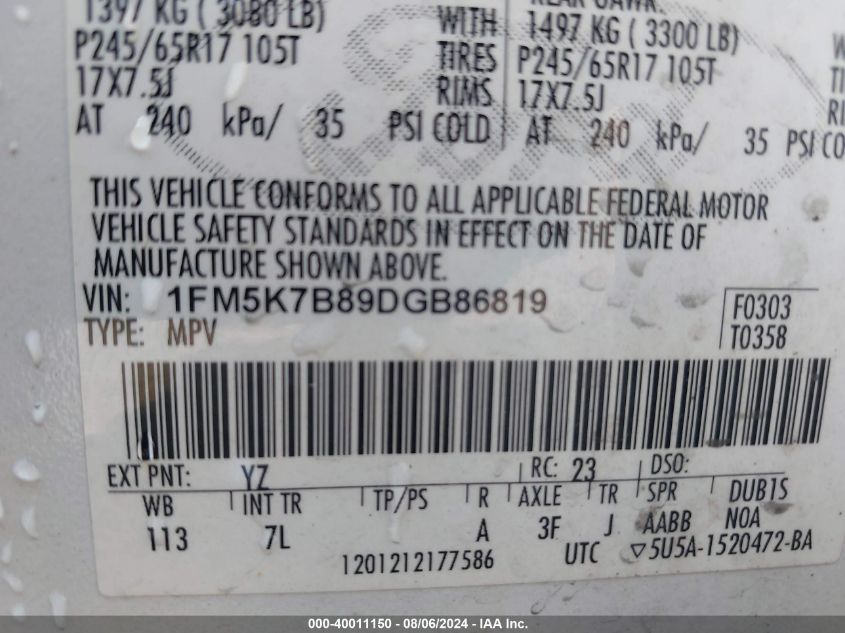 1397 KG ( 3080 LB) WITH 1497 KG ( 3300 LB)
P245/65R17 105T TIRES P245/65R17 105T
17X7.5J RIMS 17X7.5J
AT 240 kPa/ 35 PSI COLD AT 240 kPa/ 35 PSI CO
THIS VEHICLE CONFORMS TO ALL APPLICABLE FEDERAL MOTOR
VEHICLE SAFETY STANDARDS IN EFFECT ON THE DATE OF
MANUFACTURE SHOWN ABOVE.
VIN: 1FM5K7B89DGB86819 F0303
TYPE: MPV T0358
EXT PNT: YZ RC: 23 DSO:
WB INT TR TP/PS R AXLE TR SPR DUB1S
113 7L A 3F J AABB N0A
1201212177586 UTC ▽5U5A-1520472-BA
000-40011150 - 08/06/2024 - IAA Inc.